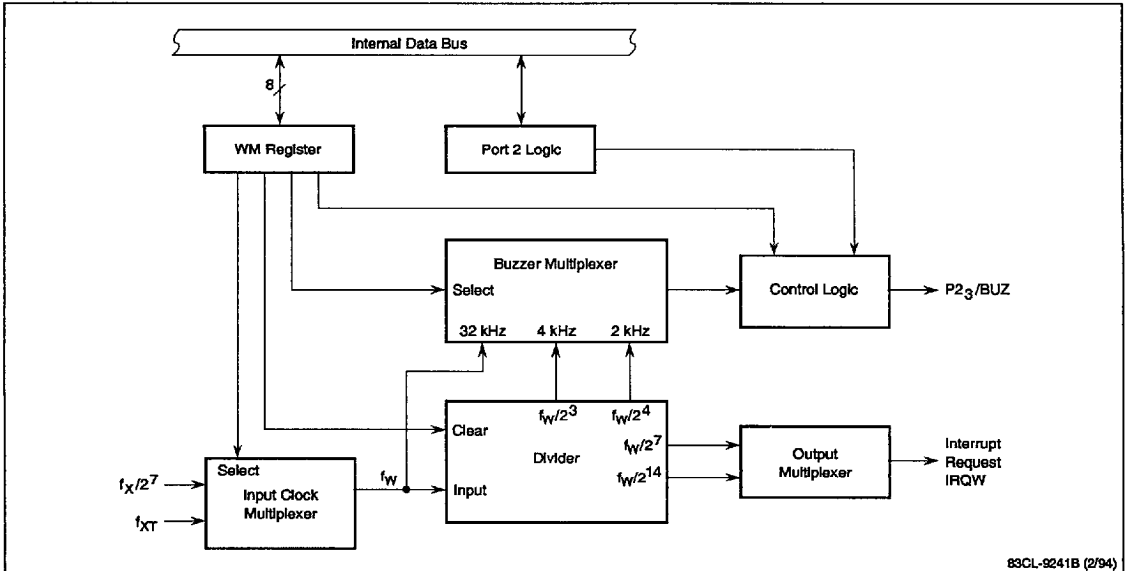 Internal Data Bus
8
WM Register
Port 2 Logic
Buzzer Multiplexer
Select
32 kHz 4 kHz 2 kHz
Control Logic
P2₃/BUZ
Clear
f_W/2³ f_W/2⁴
f_W/2⁷
Divider
f_W/2¹⁴
Input
Output
Multiplexer
Interrupt
Request
IRQW
Select
f_X/2⁷
Input Clock
Multiplexer
f_XT
f_W
83CL-9241B (2/94)